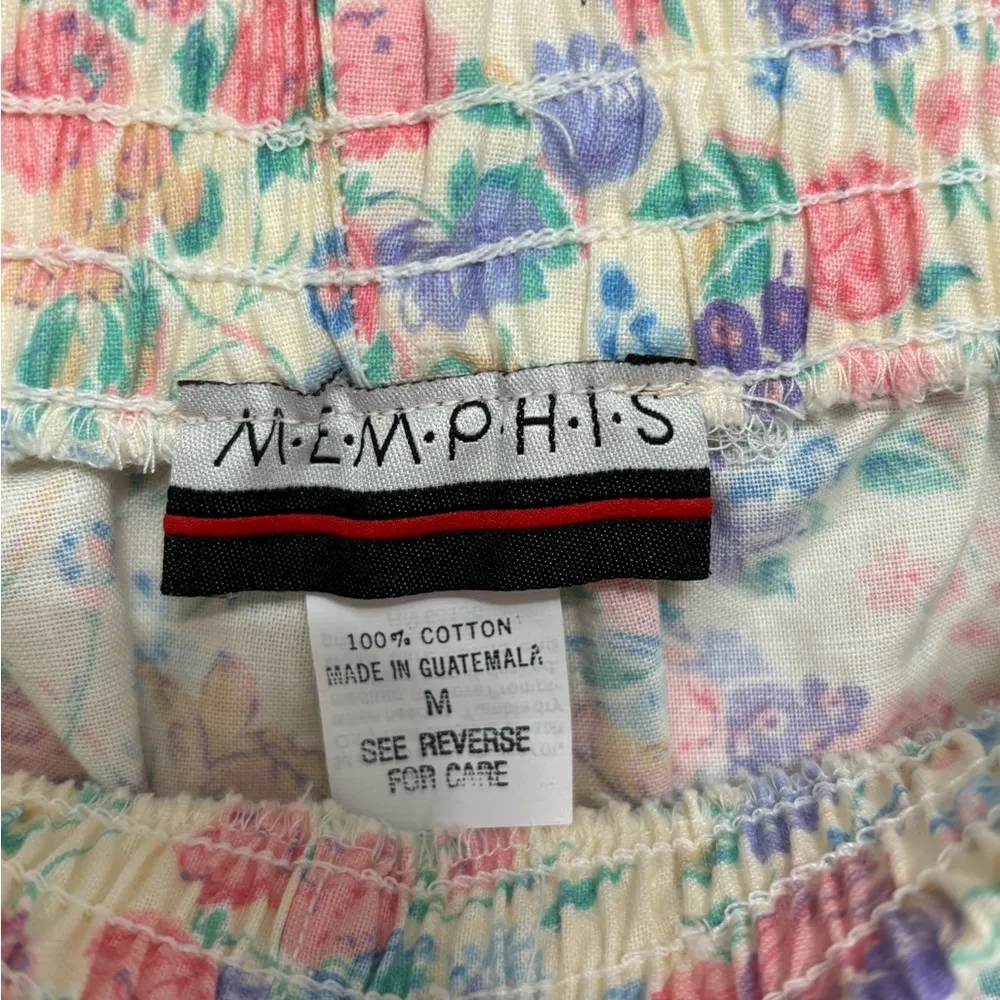 M·E·M·P·H·I·S
100% COTTON
MADE IN GUATEMALA
M
SEE REVERSE
FOR CARE